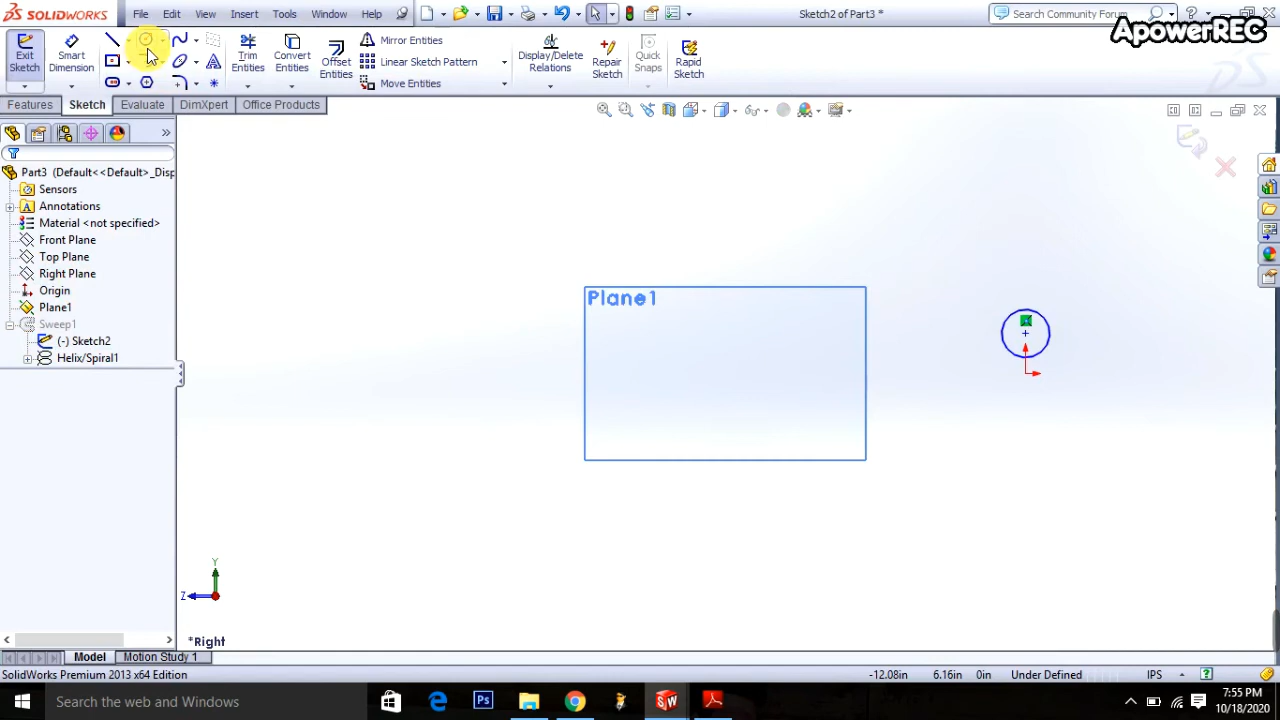 SOLIDWORKS File Edit View Insert Tools Window Help Sketch2 of Part3 * Search Community Forum
ApowerREC
Exit Sketch
Smart Dimension
Trim Entities
Convert Entities
Offset Entities
Mirror Entities
Linear Sketch Pattern
Move Entities
Display/Delete Relations
Repair Sketch
Quick Snaps
Rapid Sketch
Features Sketch Evaluate DimXpert Office Products
Part3 (Default<<Default>_Disp
Sensors
Annotations
Material <not specified>
Front Plane
Top Plane
Right Plane
Origin
Plane1
Sweep1
(-) Sketch2
Helix/Spiral1
Plane1
Y
Z
*Right
Model Motion Study 1
SolidWorks Premium 2013 x64 Edition -12.08in 6.16in 0in Under Defined IPS
Search the web and Windows
7:55 PM
10/18/2020